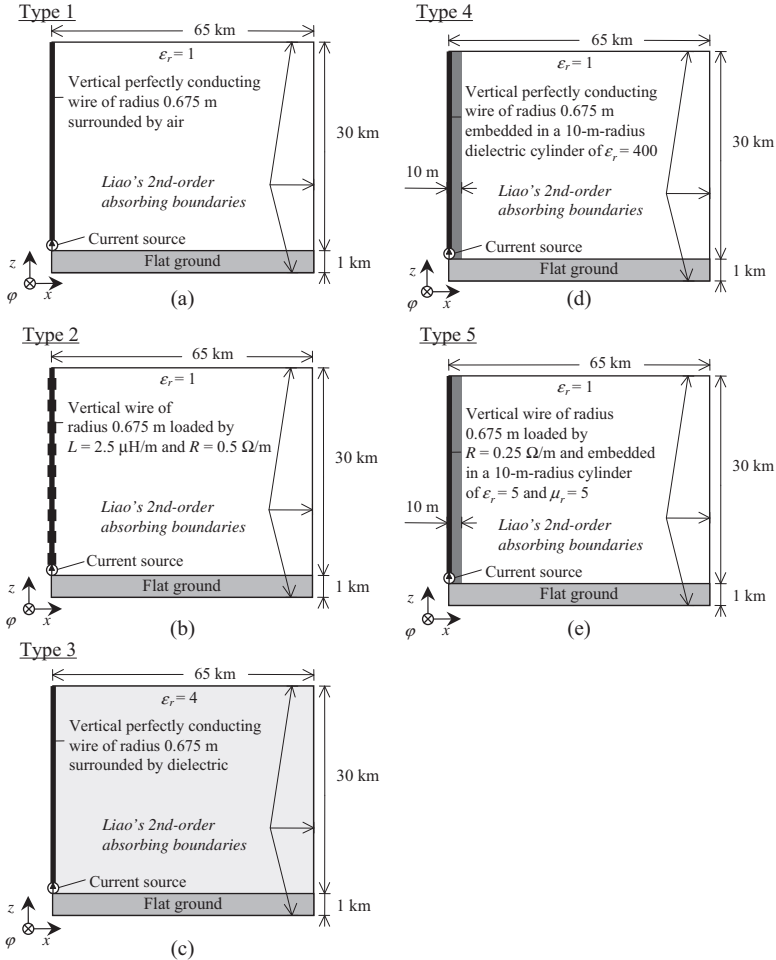 Type 1
65 km
εr = 1
Vertical perfectly conducting
wire of radius 0.675 m
surrounded by air
30 km
Liao's 2nd-order
absorbing boundaries
Current source
Flat ground
1 km
z
φ
x
(a)
Type 2
65 km
εr = 1
Vertical wire of
radius 0.675 m loaded by
L = 2.5 μH/m and R = 0.5 Ω/m
30 km
Liao's 2nd-order
absorbing boundaries
Current source
Flat ground
1 km
z
φ
x
(b)
Type 3
65 km
εr = 4
Vertical perfectly conducting
wire of radius 0.675 m
surrounded by dielectric
30 km
Liao's 2nd-order
absorbing boundaries
Current source
Flat ground
1 km
z
φ
x
(c)
Type 4
65 km
εr = 1
Vertical perfectly conducting
wire of radius 0.675 m
embedded in a 10-m-radius
dielectric cylinder of εr = 400
30 km
10 m
Liao's 2nd-order
absorbing boundaries
Current source
Flat ground
1 km
z
φ
x
(d)
Type 5
65 km
εr = 1
Vertical wire of radius
0.675 m loaded by
R = 0.25 Ω/m and embedded
in a 10-m-radius cylinder
of εr = 5 and μr = 5
30 km
10 m
Liao's 2nd-order
absorbing boundaries
Current source
Flat ground
1 km
z
φ
x
(e)